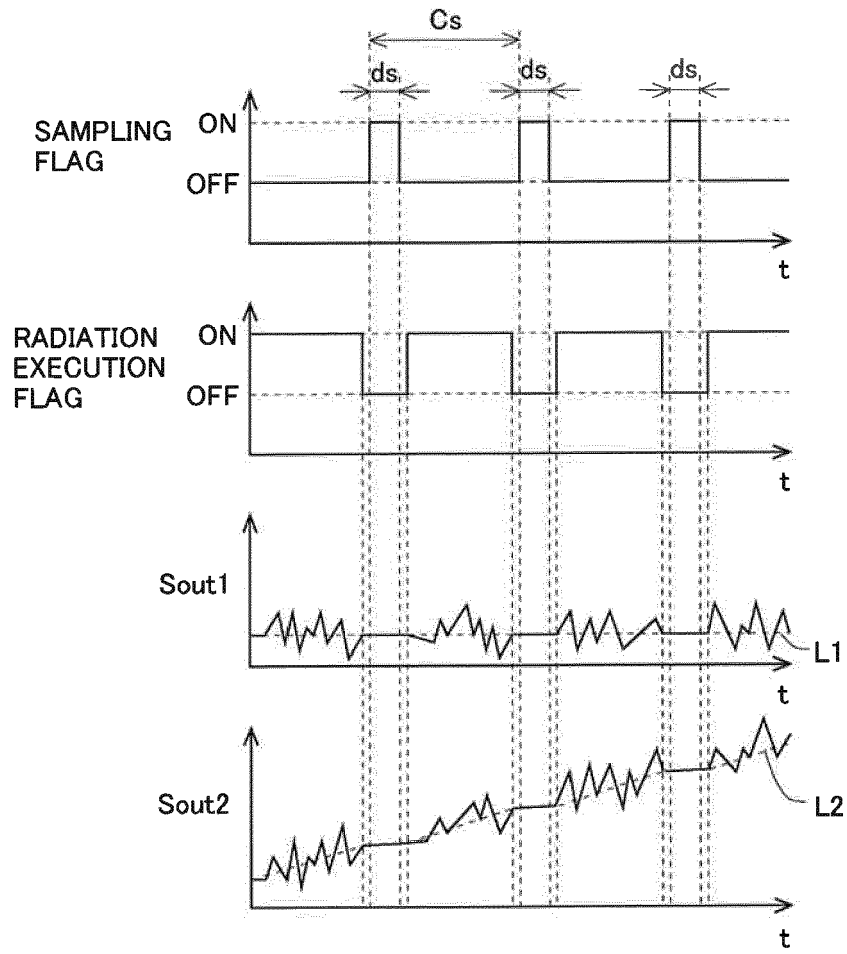 Cs
ds ds ds
SAMPLING
FLAG
ON
OFF
t
RADIATION
EXECUTION
FLAG
ON
OFF
t
Sout1
L1
t
Sout2
L2
t